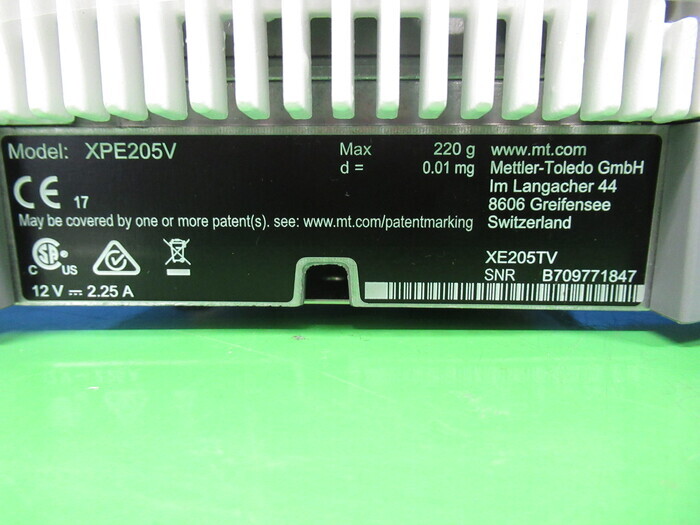 Model: XPE205V Max 220 g www.mt.com
d = 0.01 mg Mettler-Toledo GmbH
Im Langacher 44
CE 17 8606 Greifensee
May be covered by one or more patent(s). see: www.mt.com/patentmarking Switzerland
C SA US XE205TV
SNR B709771847
12 V ⎓ 2.25 A